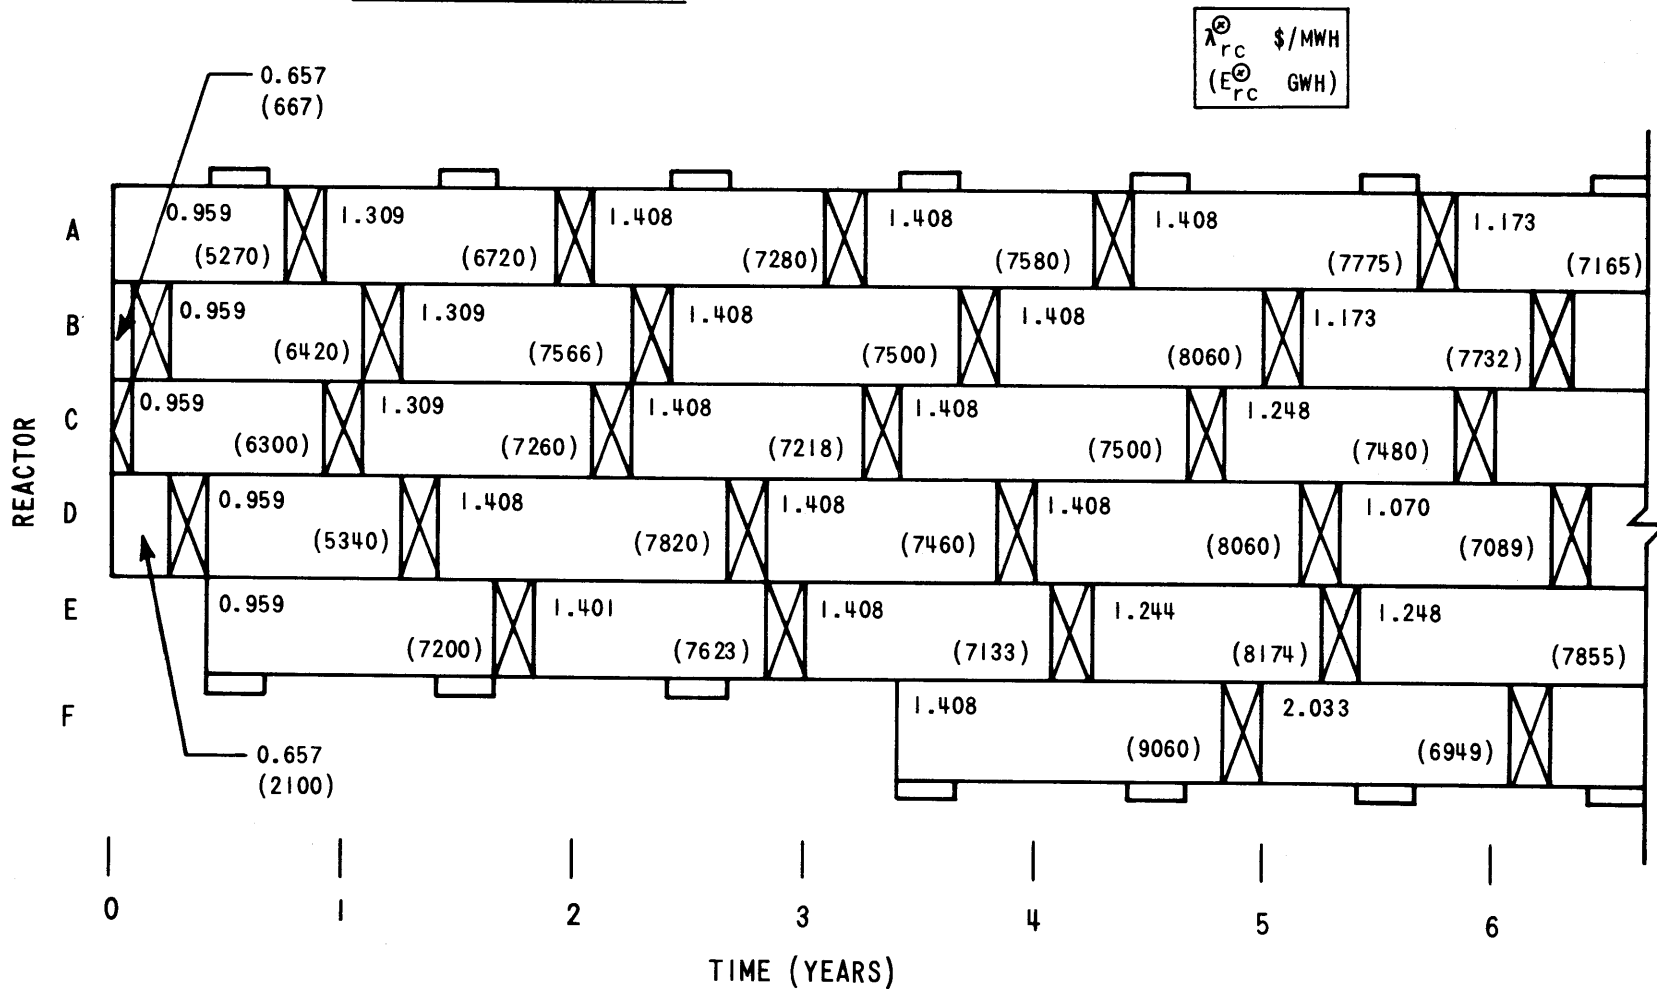 λ⊗rc $/MWH
(E⊗rc GWH)
0.657
(667)
A
0.959 1.309 1.408 1.408 1.408 1.173
(5270) (6720) (7280) (7580) (7775) (7165)
B
0.959 1.309 1.408 1.408 1.173
(6420) (7566) (7500) (8060) (7732)
C
0.959 1.309 1.408 1.408 1.248
(6300) (7260) (7218) (7500) (7480)
REACTOR
D
0.959 1.408 1.408 1.408 1.070
(5340) (7820) (7460) (8060) (7089)
E
0.959 1.401 1.408 1.244 1.248
(7200) (7623) (7133) (8174) (7855)
F
1.408 2.033
(9060) (6949)
0.657
(2100)
0 1 2 3 4 5 6
TIME (YEARS)